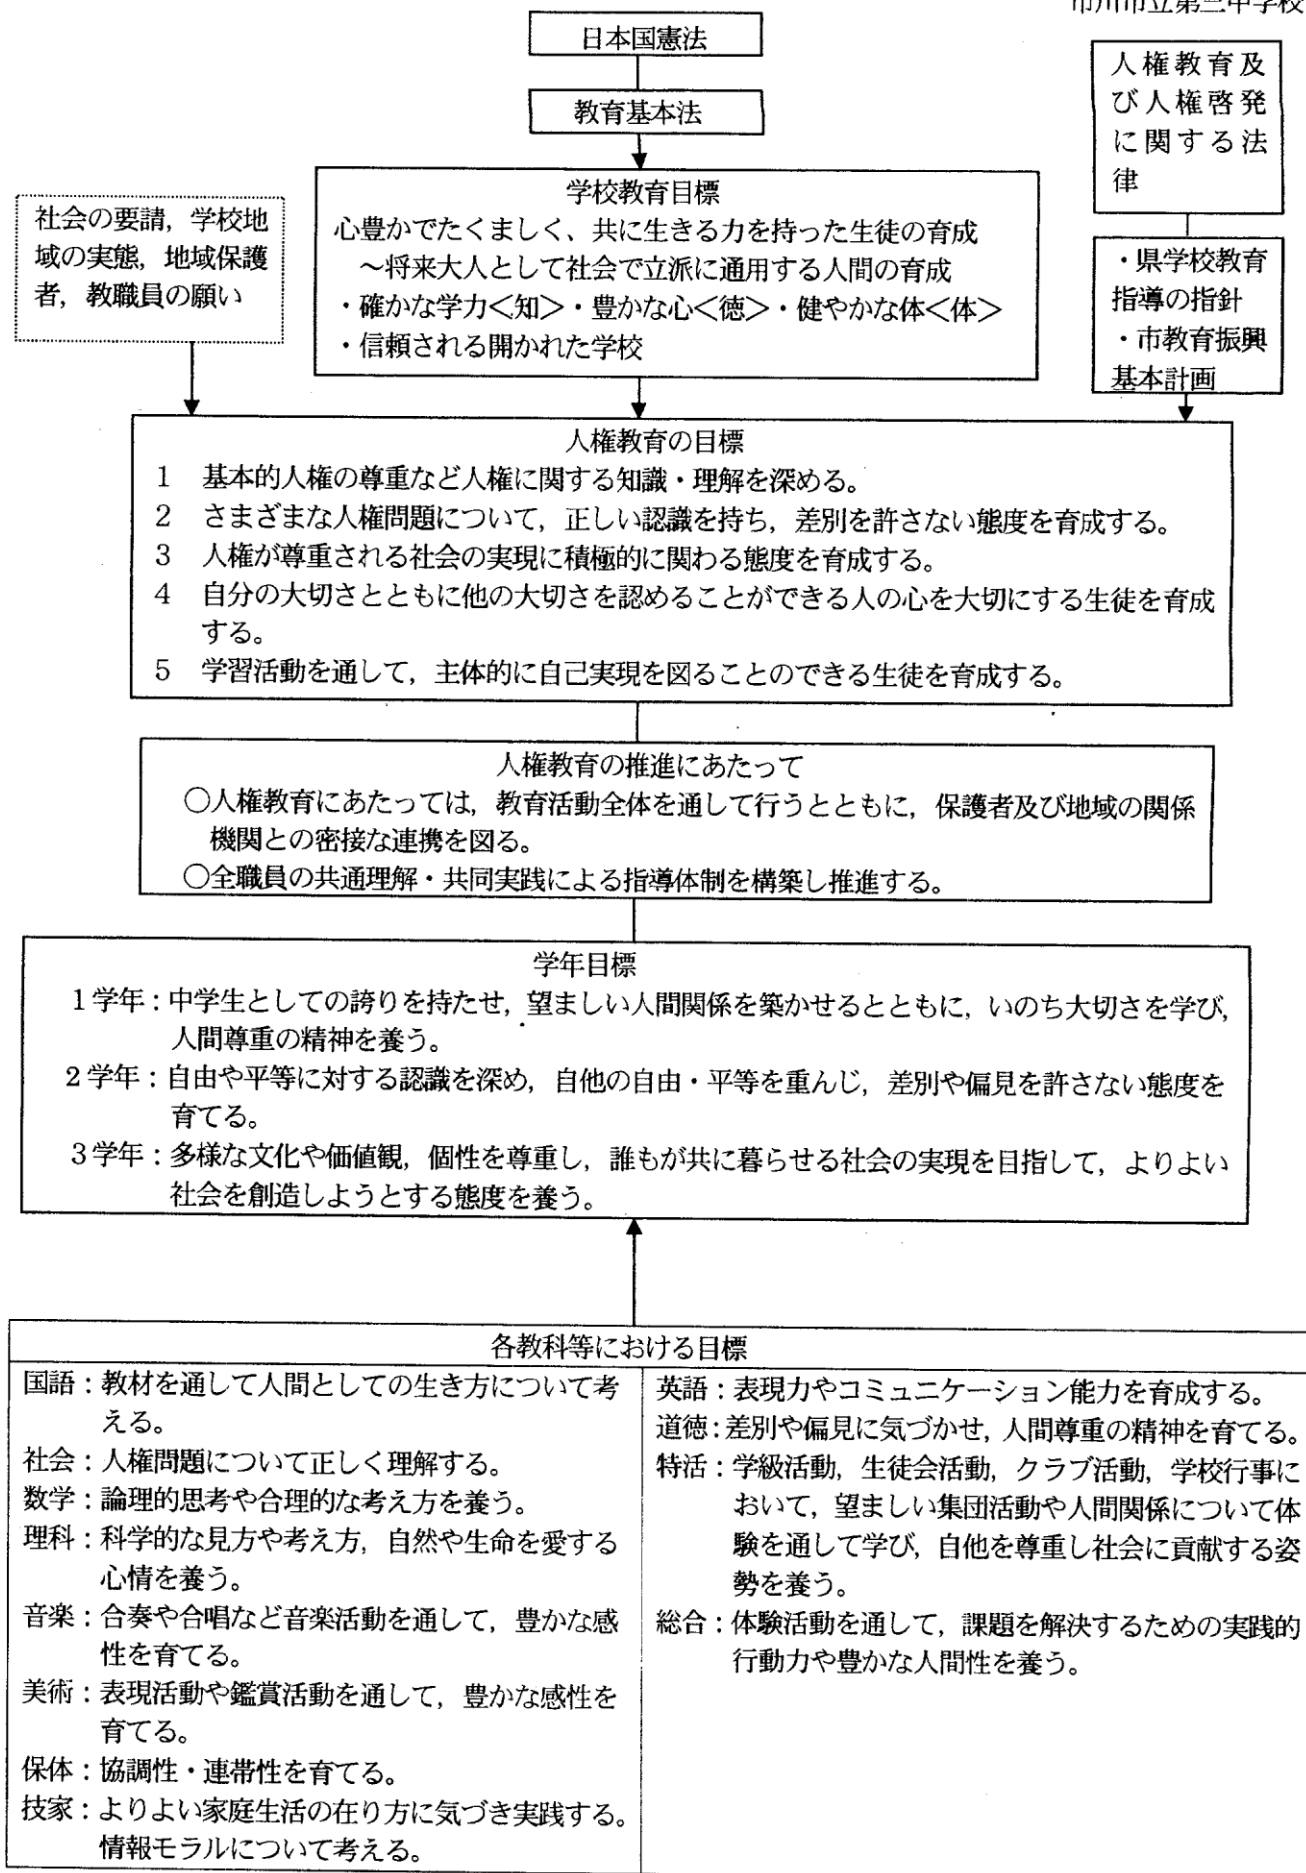 市川市立第三中学校
日本国憲法
教育基本法
人権教育及
び人権啓発
に関する法
律
学校教育目標
心豊かでたくましく、共に生きる力を持った生徒の育成
～将来大人として社会で立派に通用する人間の育成
・確かな学力＜知＞・豊かな心＜徳＞・健やかな体＜体＞
・信頼される開かれた学校
社会の要請，学校地
域の実態，地域保護
者，教職員の願い
・県学校教育
指導の指針
・市教育振興
基本計画
人権教育の目標
1 基本的人権の尊重など人権に関する知識・理解を深める。
2 さまざまな人権問題について，正しい認識を持ち，差別を許さない態度を育成する。
3 人権が尊重される社会の実現に積極的に関わる態度を育成する。
4 自分の大切さとともに他の大切さを認めることができる人の心を大切にする生徒を育成
する。
5 学習活動を通して，主体的に自己実現を図ることのできる生徒を育成する。
人権教育の推進にあたって
○人権教育にあたっては，教育活動全体を通して行うとともに，保護者及び地域の関係
機関との密接な連携を図る。
○全職員の共通理解・共同実践による指導体制を構築し推進する。
学年目標
1学年：中学生としての誇りを持たせ，望ましい人間関係を築かせるとともに，いのち大切さを学び，
人間尊重の精神を養う。
2学年：自由や平等に対する認識を深め，自他の自由・平等を重んじ，差別や偏見を許さない態度を
育てる。
3学年：多様な文化や価値観，個性を尊重し，誰もが共に暮らせる社会の実現を目指して，よりよい
社会を創造しようとする態度を養う。
各教科等における目標
国語：教材を通して人間としての生き方について考
える。
社会：人権問題について正しく理解する。
数学：論理的思考や合理的な考え方を養う。
理科：科学的な見方や考え方，自然や生命を愛する
心情を養う。
音楽：合奏や合唱など音楽活動を通して，豊かな感
性を育てる。
美術：表現活動や鑑賞活動を通して，豊かな感性を
育てる。
保体：協調性・連帯性を育てる。
技家：よりよい家庭生活の在り方に気づき実践する。
情報モラルについて考える。
英語：表現力やコミュニケーション能力を育成する。
道徳：差別や偏見に気づかせ，人間尊重の精神を育てる。
特活：学級活動，生徒会活動，クラブ活動，学校行事に
おいて，望ましい集団活動や人間関係について体
験を通して学び，自他を尊重し社会に貢献する姿
勢を養う。
総合：体験活動を通して，課題を解決するための実践的
行動力や豊かな人間性を養う。